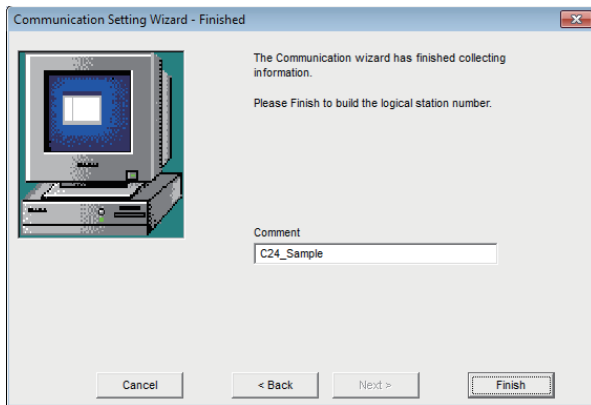 Communication Setting Wizard - Finished
The Communication wizard has finished collecting
information.
Please Finish to build the logical station number.
Comment
C24_Sample
Cancel
< Back
Next >
Finish